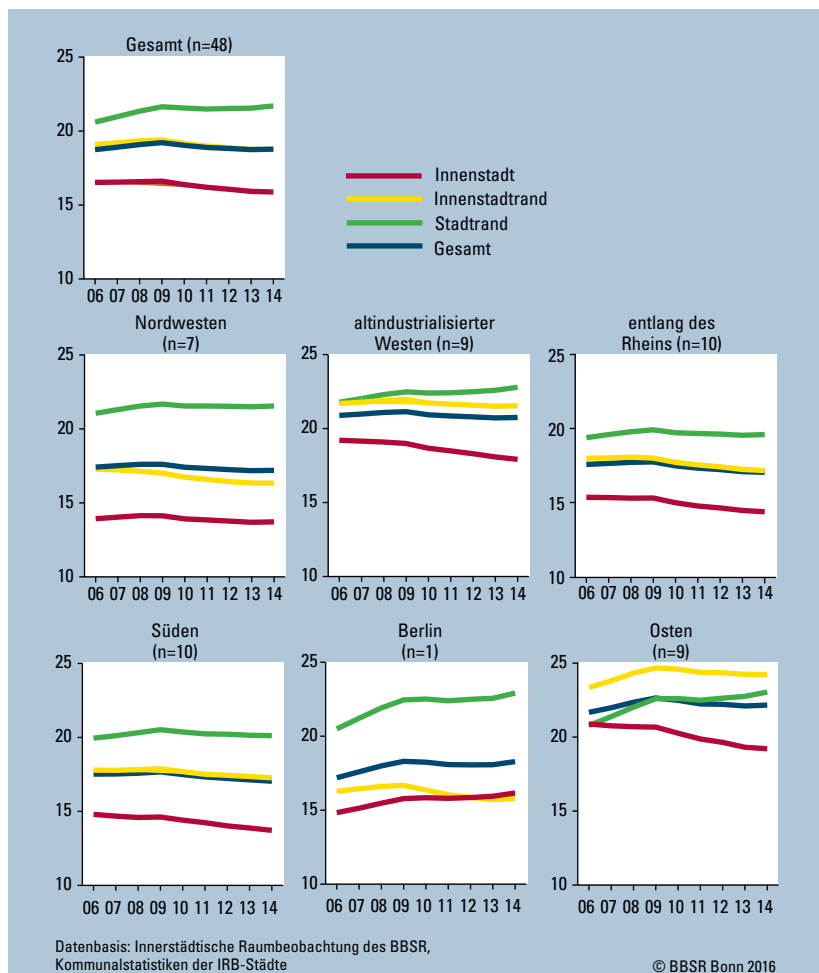 Gesamt (n=48)
25
20
15
10
06 07 08 09 10 11 12 13 14
Innenstadt
Innenstadtrand
Stadtrand
Gesamt
Nordwesten
(n=7)
25
20
15
10
06 07 08 09 10 11 12 13 14
altindustrialisierter
Westen (n=9)
25
20
15
10
06 07 08 09 10 11 12 13 14
entlang des
Rheins (n=10)
25
20
15
10
06 07 08 09 10 11 12 13 14
Süden
(n=10)
25
20
15
10
06 07 08 09 10 11 12 13 14
Berlin
(n=1)
25
20
15
10
06 07 08 09 10 11 12 13 14
Osten
(n=9)
25
20
15
10
06 07 08 09 10 11 12 13 14
Datenbasis: Innerstädtische Raumbeobachtung des BBSR,
Kommunalstatistiken der IRB-Städte
© BBSR Bonn 2016